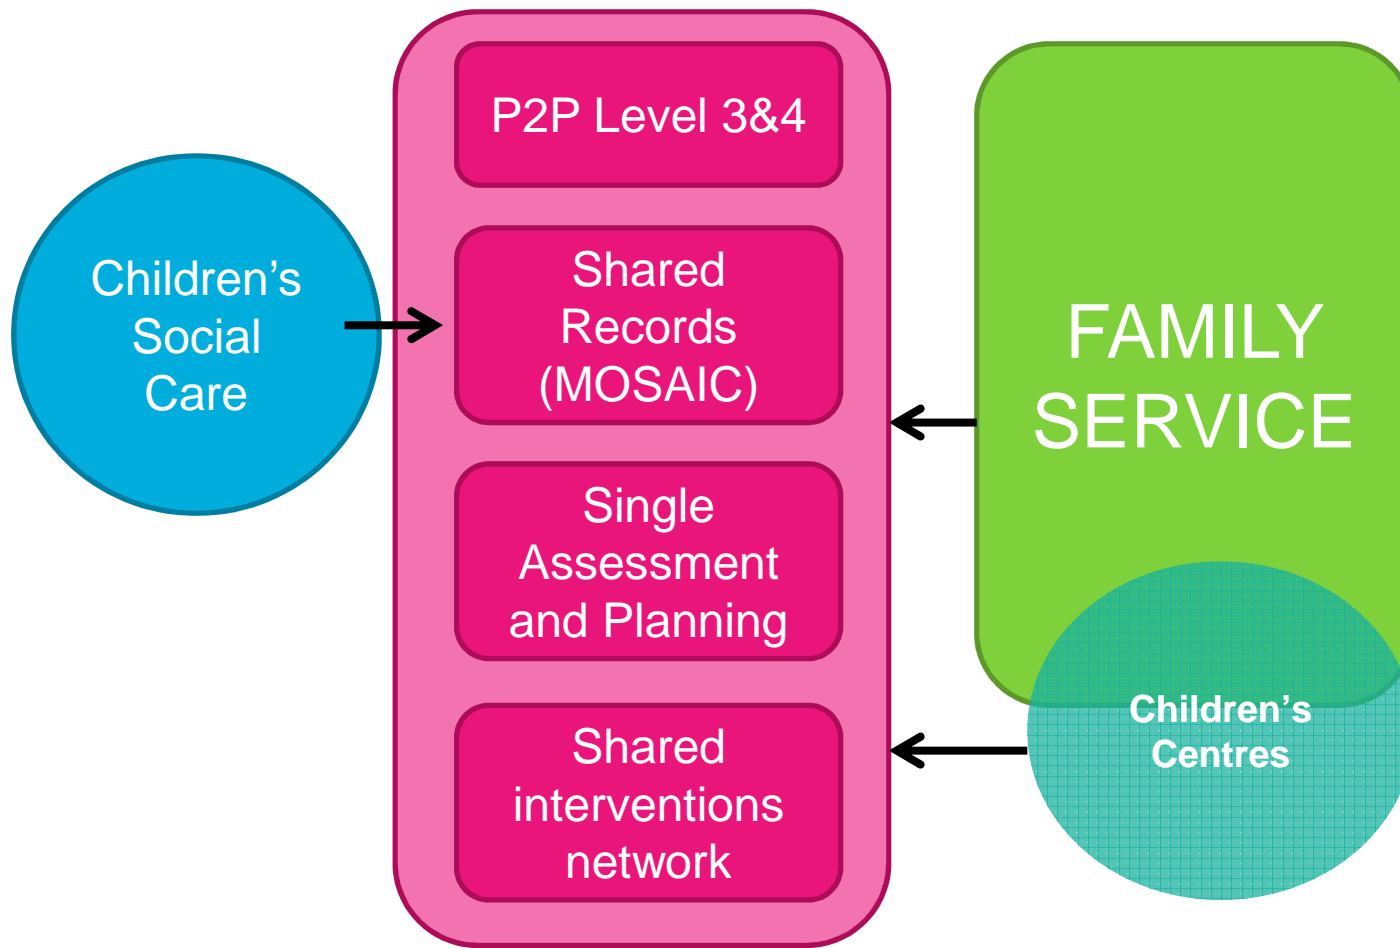 P2P Level 3&4
Children’s
Social
Care
Shared
Records
(MOSAIC)
Single
Assessment
and Planning
Shared
interventions
network
FAMILY
SERVICE
Children’s
Centres